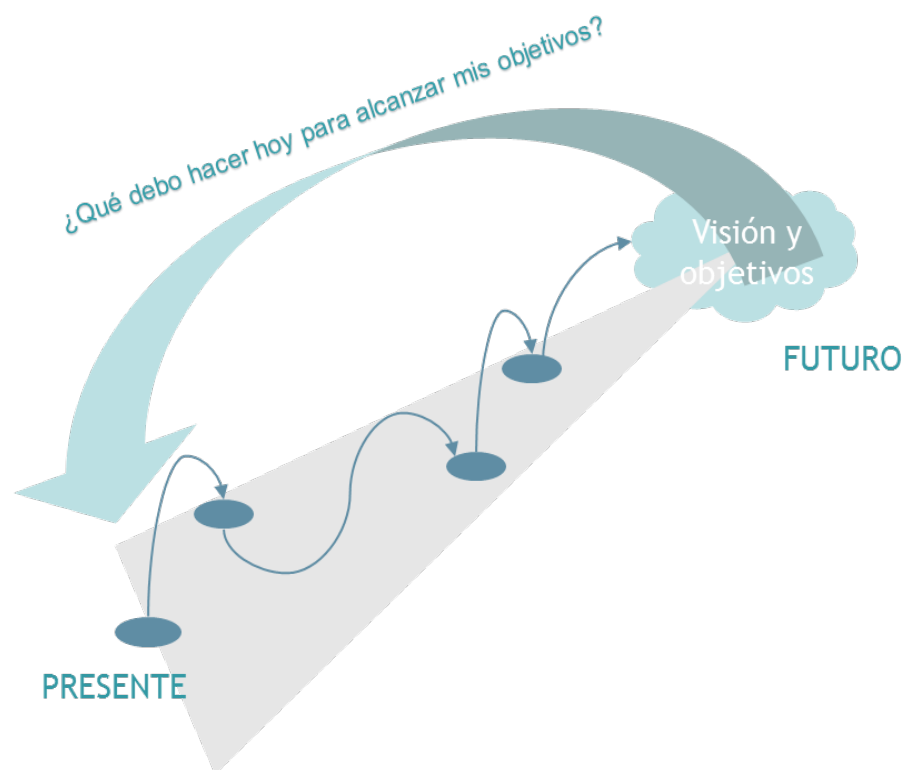 ¿Qué debo hacer hoy para alcanzar mis objetivos?
Visión y
objetivos
FUTURO
PRESENTE